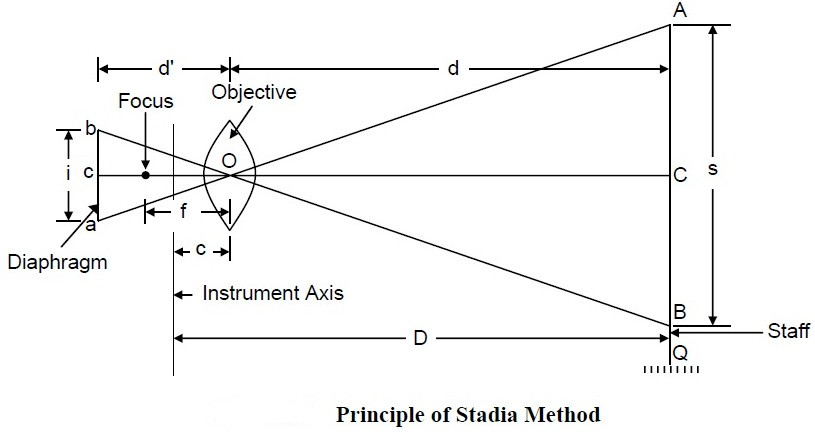 A
d'
d
Focus
Objective
b
i
c
O
C
s
a
f
Diaphragm
c
Instrument Axis
B
D
Staff
Q
Principle of Stadia Method